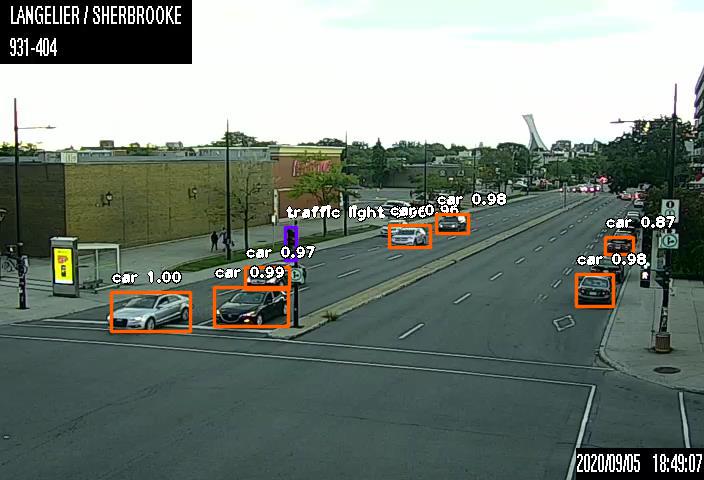 LANGELIER / SHERBROOKE
931-404
car 0.98
traffic light
car 0.87
car 0.97
car 0.98
car 1.00
car 0.99
2020/09/05 18:49:07